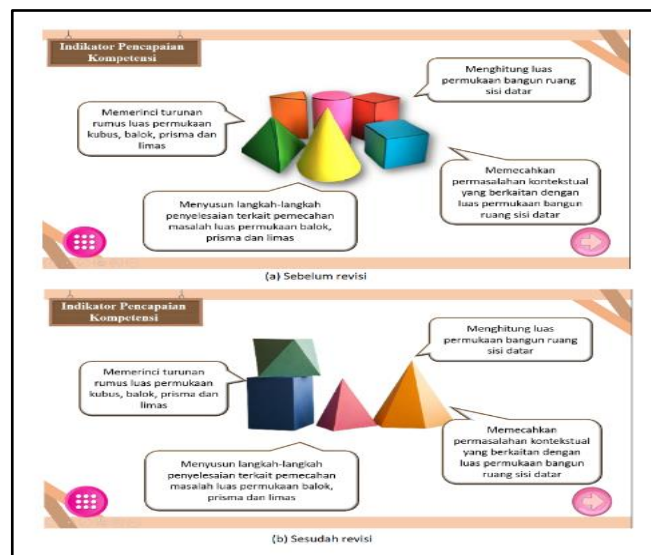 Indikator Pencapaian
Kompetensi
Menghitung luas
permukaan bangun ruang
sisi datar
Memerinci turunan
rumus luas permukaan
kubus, balok, prisma dan
limas
Memecahkan
permasalahan kontekstual
yang berkaitan dengan
luas permukaan bangun
ruang sisi datar
Menyusun langkah-langkah
penyelesaian terkait pemecahan
masalah luas permukaan balok,
prisma dan limas
(a) Sebelum revisi
Indikator Pencapaian
Kompetensi
Menghitung luas
permukaan bangun ruang
sisi datar
Memerinci turunan
rumus luas permukaan
kubus, balok, prisma dan
limas
Memecahkan
permasalahan kontekstual
yang berkaitan dengan
luas permukaan bangun
ruang sisi datar
Menyusun langkah-langkah
penyelesaian terkait pemecahan
masalah luas permukaan balok,
prisma dan limas
(b) Sesudah revisi